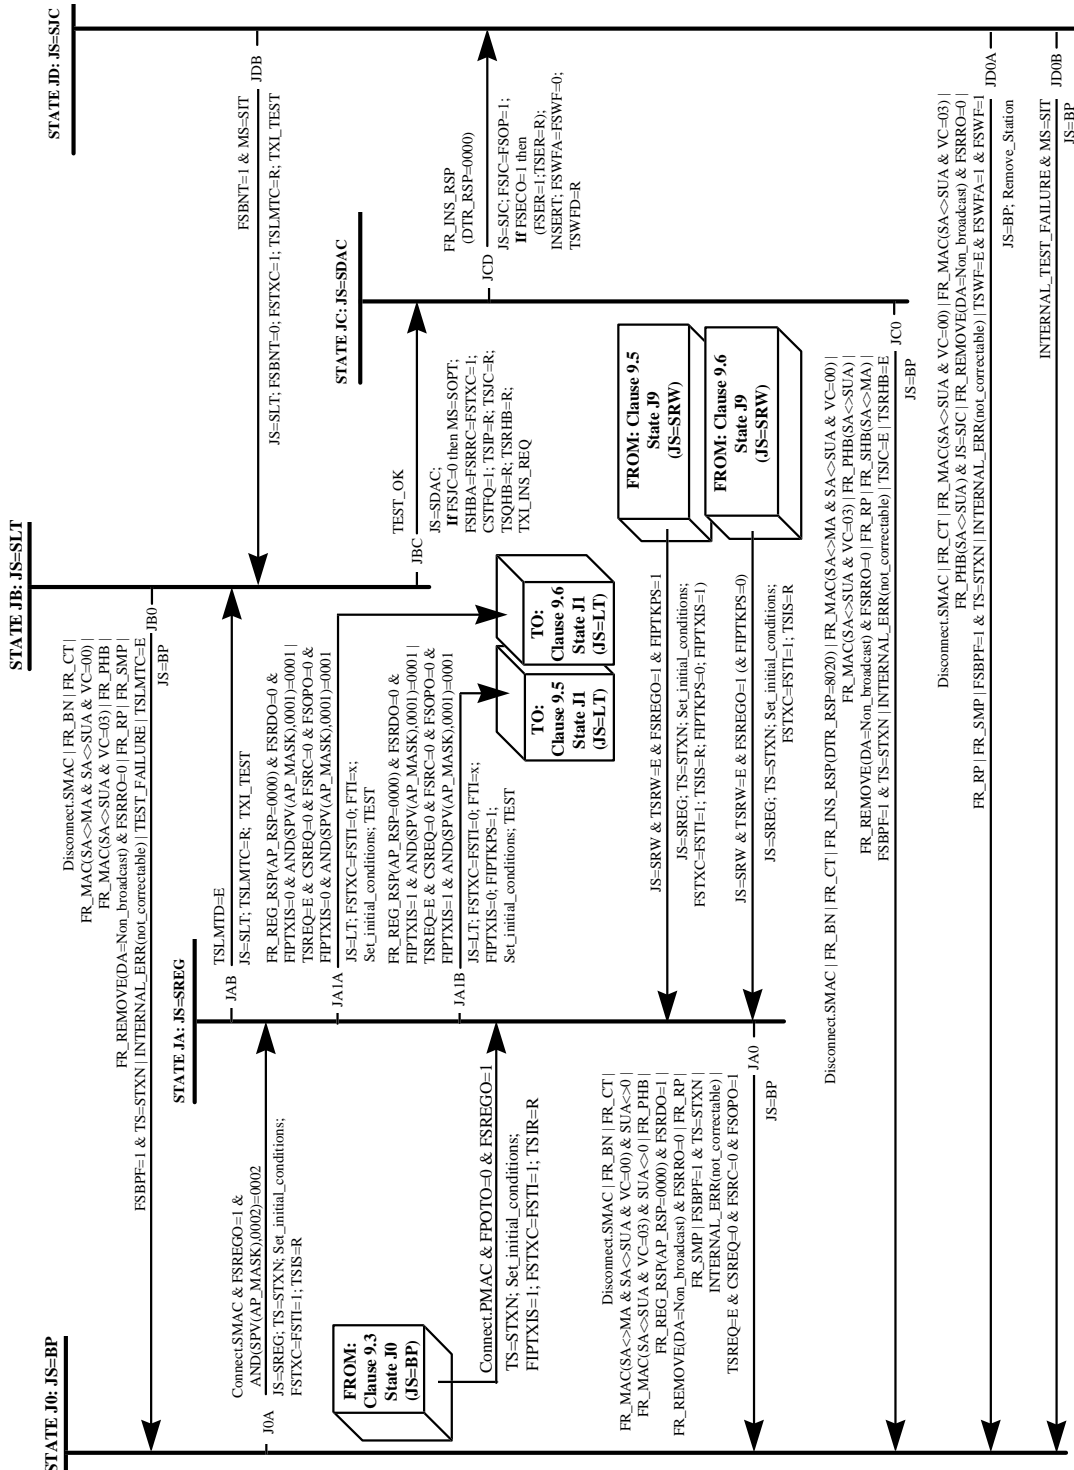 STATE J0: JS=BP
STATE JA: JS=SREG
STATE JB: JS=SLT
STATE JC: JS=SDAC
STATE JD: JS=SJC
FSBNT=1 & MS=SIT
JDB
JS=SLT; FSBNT=0; FSTXC=1; TSLMTC=R; TXI_TEST
Disconnect.SMAC | FR_BN | FR_CT |
FR_MAC(SA<>MA & SA<>SUA & VC=00) |
FR_MAC(SA<>SUA & VC=03) | FR_PHB |
FR_REMOVE(DA=Non_broadcast) & FSRRO=0 | FR_RP | FR_SMP |
FSBPF=1 & TS=STXN | INTERNAL_ERR(not_correctable) | TEST_FAILURE | TSLMTC=E
JB0
JS=BP
TSLMTD=E
JAB
JS=SLT; TSLMTC=R; TXI_TEST
Connect.SMAC & FSREGO=1 &
AND(SPV(AP_MASK),0002)=0002
J0A
JS=SREG; TS=STXN; Set_initial_conditions;
FSTXC=FSTI=1; TSIS=R
FR_REG_RSP(AP_RSP=0000) & FSRDO=0 &
FIPTXIS=0 & AND(SPV(AP_MASK),0001)=0001 |
TSREQ=E & CSREQ=0 & FSRC=0 & FSOPO=0 &
FIPTXIS=0 & AND(SPV(AP_MASK),0001)=0001
JA1A
JS=LT; FSTXC=FSTI=0; FTI=x;
Set_initial_conditions; TEST
FR_REG_RSP(AP_RSP=0000) & FSRDO=0 &
FIPTXIS=1 & AND(SPV(AP_MASK),0001)=0001 |
TSREQ=E & CSREQ=0 & FSRC=0 & FSOPO=0 &
FIPTXIS=1 & AND(SPV(AP_MASK),0001)=0001
JA1B
JS=LT; FSTXC=FSTI=0; FTI=x;
FIPTXIS=0; FIPTKPS=1;
Set_initial_conditions; TEST
TO:
Clause 9.5
State J1
(JS=LT)
TO:
Clause 9.6
State J1
(JS=LT)
TEST_OK
JBC
JS=SDAC;
If FSJC=0 then MS=SOPT;
FSHBA=FSRRC=FSTXC=1;
CSTFQ=1; TSIP=R; TSJC=R;
TSQHB=R; TSRHB=R;
TXI_INS_REQ
FR_INS_RSP
(DTR_RSP=0000)
JCD
JS=SJC; FSJC=FSOP=1;
If FSECO=1 then
(FSER=1;TSER=R);
INSERT; FSWFA=FSWF=0;
TSWFD=R
FROM:
Clause 9.3
State J0
(JS=BP)
Connect.PMAC & FPOTO=0 & FSREGO=1
TS=STXN; Set_initial_conditions;
FIPTXIS=1; FSTXC=FSTI=1; TSIR=R
FROM: Clause 9.5
State J9
(JS=SRW)
JS=SRW & TSRW=E & FSREGO=1 & FIPTKPS=1
JS=SREG; TS=STXN; Set_initial_conditions;
FSTXC=FSTI=1; TSIS=R; FIPTKPS=0; FIPTXIS=1)
FROM: Clause 9.6
State J9
(JS=SRW)
JS=SRW & TSRW=E & FSREGO=1 (& FIPTKPS=0)
JS=SREG; TS=STXN; Set_initial_conditions;
FSTXC=FSTI=1; TSIS=R
Disconnect.SMAC | FR_BN | FR_CT |
FR_MAC(SA<>MA & SA<>SUA & VC=00) & SUA<>0 |
FR_MAC(SA<>SUA & VC=03) & SUA<>0 | FR_PHB |
FR_REG_RSP(AP_RSP=0000) & FSRDO=1 |
FR_REMOVE(DA=Non_broadcast) & FSRRO=0 | FR_RP |
FR_SMP | FSBPF=1 & TS=STXN |
INTERNAL_ERR(not_correctable) |
TSREQ=E & CSREQ=0 & FSRC=0 & FSOPO=1
JA0
JS=BP
Disconnect.SMAC | FR_BN | FR_CT | FR_INS_RSP(DTR_RSP=8020) | FR_MAC(SA<>MA & SA<>SUA & VC=00) |
FR_MAC(SA<>SUA & VC=03) | FR_PHB(SA<>SUA) |
FR_REMOVE(DA=Non_broadcast) & FSRRO=0 | FR_RP | FR_SHB(SA<>MA) |
FSBPF=1 & TS=STXN | INTERNAL_ERR(not_correctable) | TSJC=E | TSRHB=E
JC0
JS=BP
Disconnect.SMAC | FR_CT | FR_MAC(SA<>SUA & VC=00) | FR_MAC(SA<>SUA & VC=03) |
FR_PHB(SA<>SUA) & JS=SJC | FR_REMOVE(DA=Non_broadcast) & FSRRO=0 |
FR_RP | FR_SMP | FSBPF=1 & TS=STXN | INTERNAL_ERR(not_correctable) | TSWF=E & FSWFA=1 & FSWF=1
JD0A
JS=BP; Remove_Station
INTERNAL_TEST_FAILURE & MS=SIT
JD0B
JS=BP